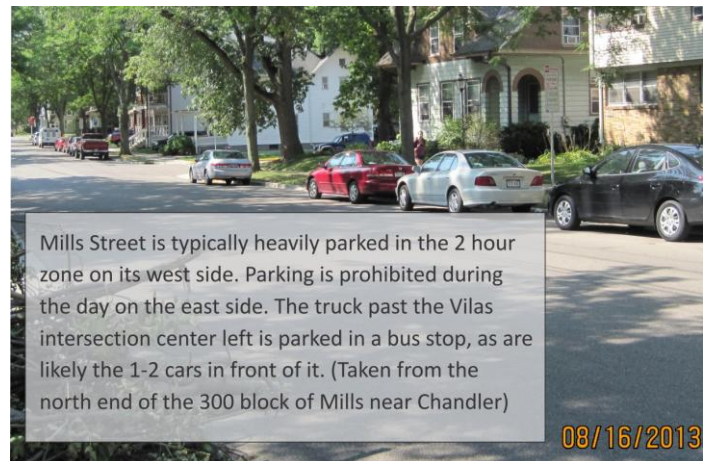 Mills Street is typically heavily parked in the 2 hour
zone on its west side. Parking is prohibited during
the day on the east side. The truck past the Vilas
intersection center left is parked in a bus stop, as are
likely the 1-2 cars in front of it. (Taken from the
north end of the 300 block of Mills near Chandler)
08/16/2013